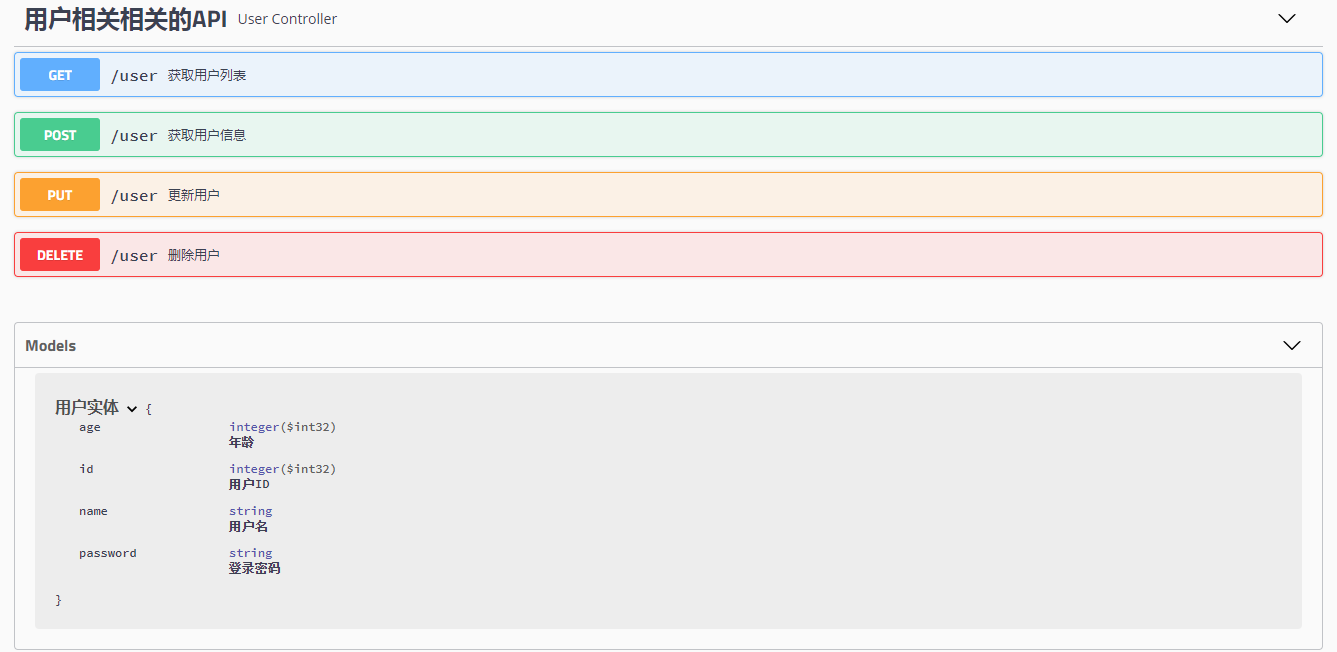 用户相关相关的API User Controller
GET /user 获取用户列表
POST /user 获取用户信息
PUT /user 更新用户
DELETE /user 删除用户
Models
用户实体 {
age integer($int32)
年龄
id integer($int32)
用户ID
name string
用户名
password string
登录密码
}